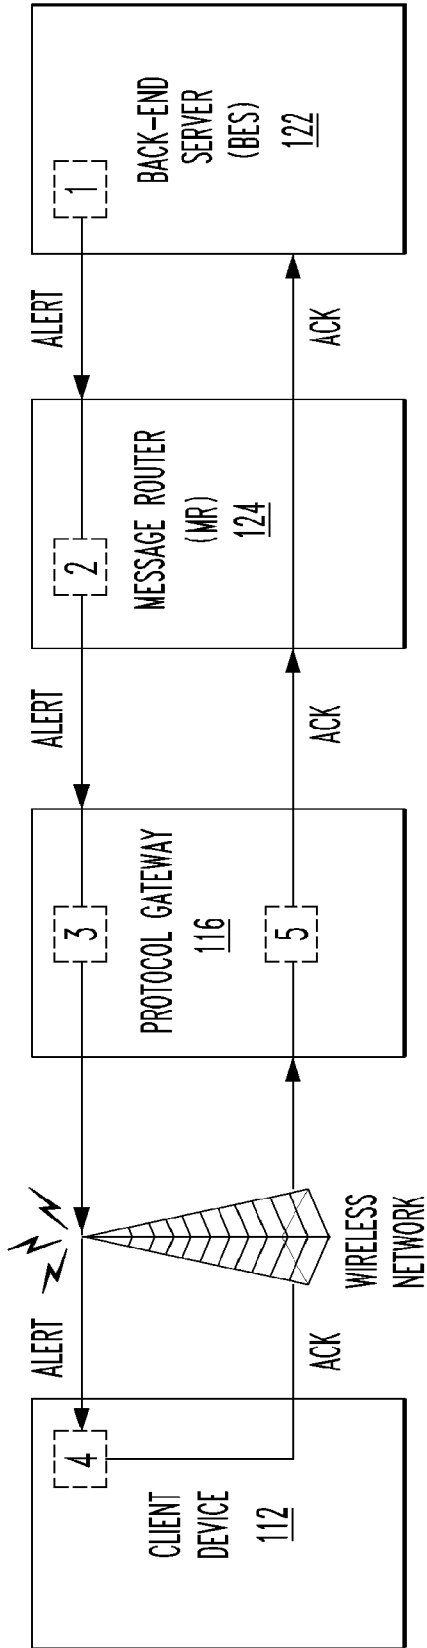 4
CLIENT
DEVICE
112
ALERT
ACK
WIRELESS
NETWORK
3
PROTOCOL GATEWAY
116
5
ALERT
ACK
2
MESSAGE ROUTER
(MR)
124
ALERT
ACK
1
BACK-END
SERVER
(BES)
122